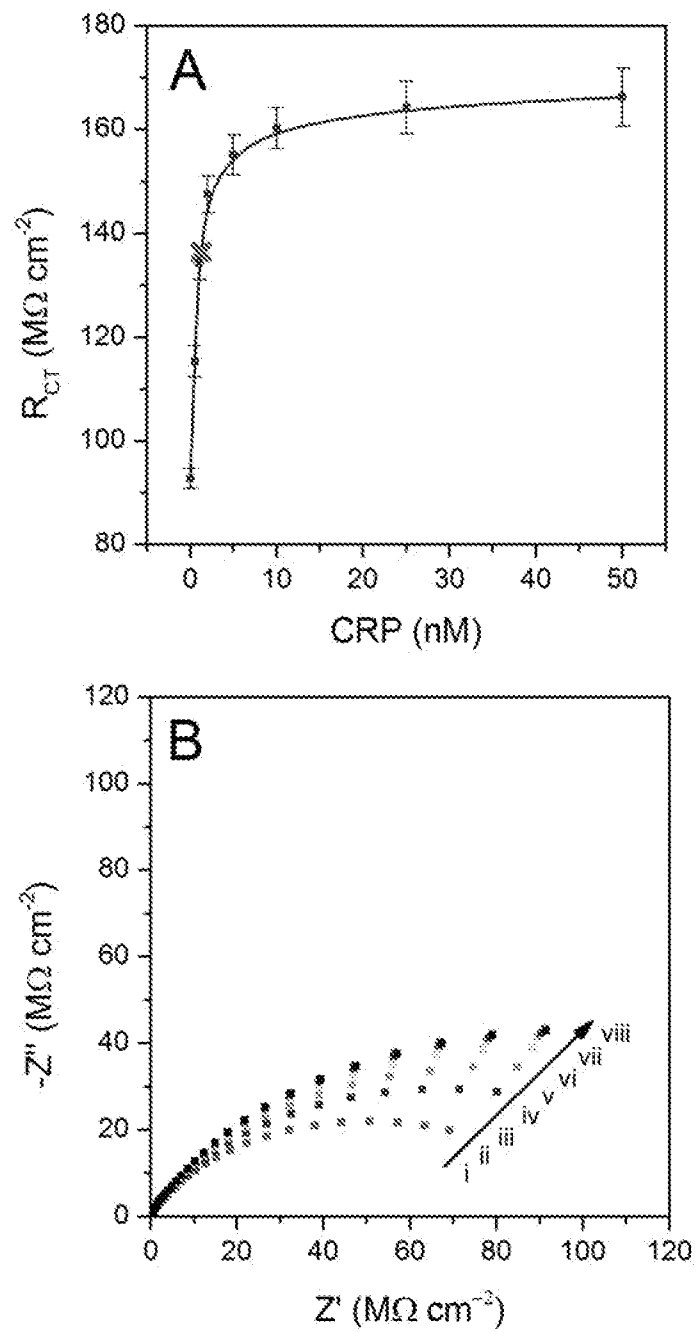 A
180
160
140
120
100
80
R_CT (MΩ cm⁻²)
0 10 20 30 40 50
CRP (nM)
B
120
100
80
60
40
20
0
-Z'' (MΩ cm⁻²)
i ii iii iv v vi vii viii
0 20 40 60 80 100 120
Z' (MΩ cm⁻²)